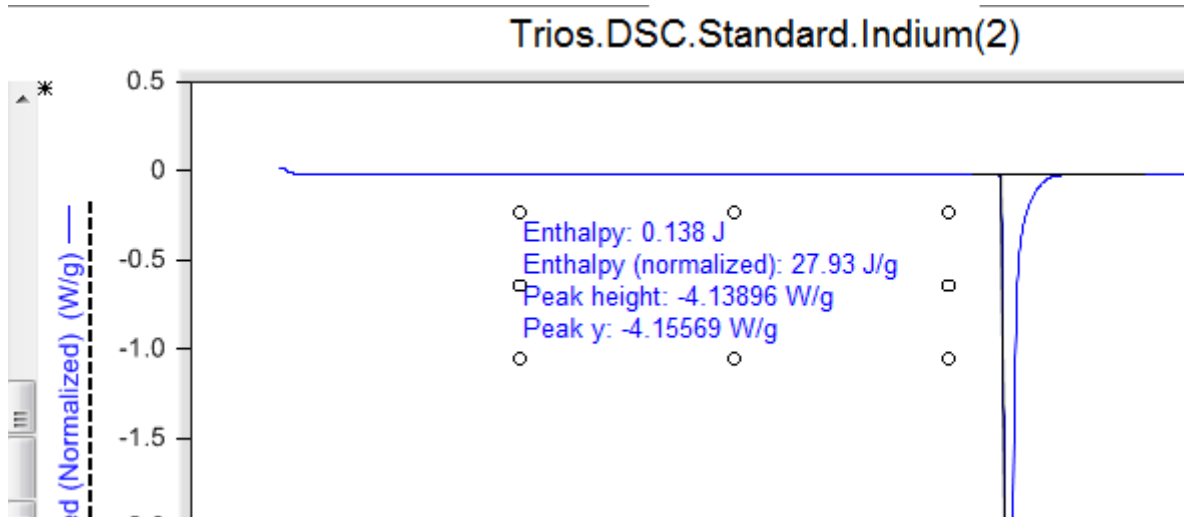 Trios.DSC.Standard.Indium(2)
0.5
0
-0.5
-1.0
-1.5
Enthalpy: 0.138 J
Enthalpy (normalized): 27.93 J/g
Peak height: -4.13896 W/g
Peak y: -4.15569 W/g
(Normalized) (W/g)